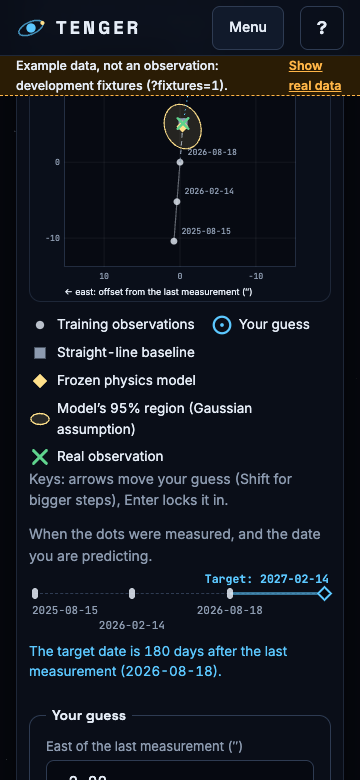 TENGER
Menu
?
Example data, not an observation:
development fixtures (?fixtures=1).
Show
real data
0
2026-08-18
2026-02-14
2025-08-15
-10
10
0
-10
← east: offset from the last measurement (″)
Training observations
Your guess
Straight-line baseline
Frozen physics model
Model's 95% region (Gaussian
assumption)
Real observation
Keys: arrows move your guess (Shift for
bigger steps), Enter locks it in.
When the dots were measured, and the date
you are predicting.
Target: 2027-02-14
2025-08-15
2026-08-18
2026-02-14
The target date is 180 days after the last
measurement (2026-08-18).
Your guess
East of the last measurement (″)